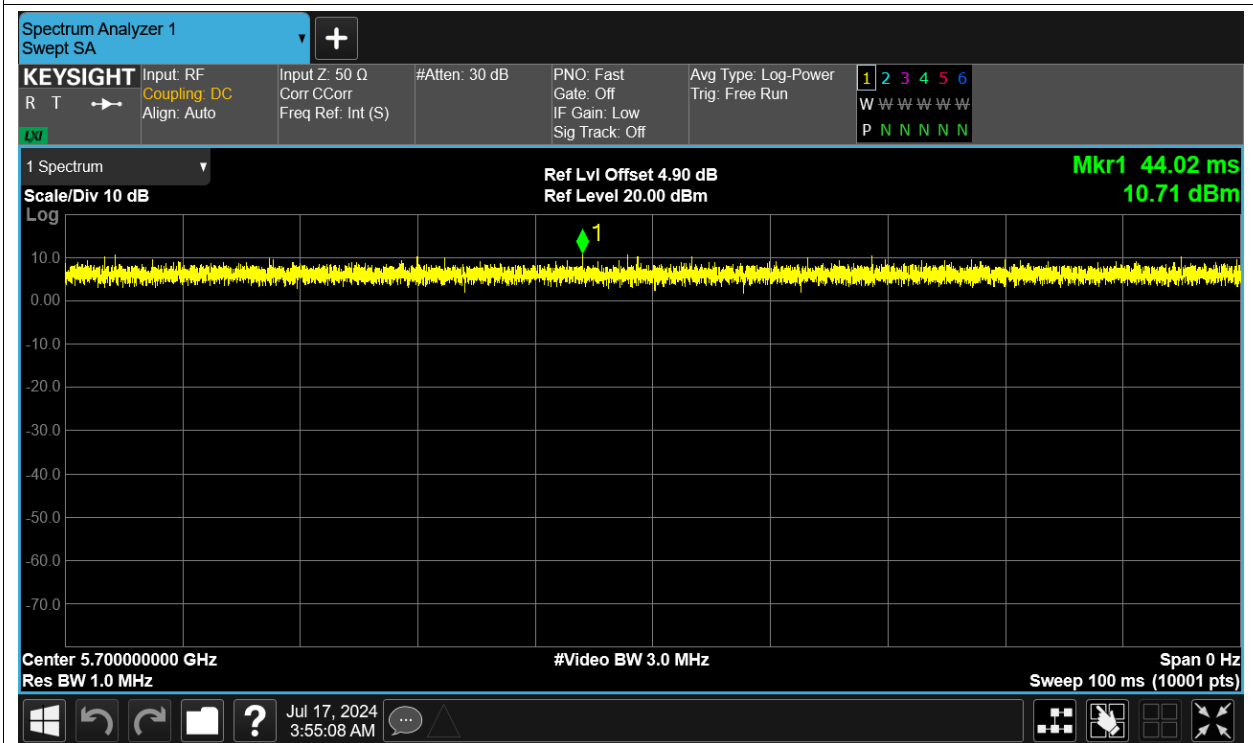 Spectrum Analyzer 1
Swept SA
KEYSIGHT
R T
LXI
Input: RF
Coupling: DC
Align: Auto
Input Z: 50 Ω
Corr CCorr
Freq Ref: Int (S)
#Atten: 30 dB
PNO: Fast
Gate: Off
IF Gain: Low
Sig Track: Off
Avg Type: Log-Power
Trig: Free Run
1 2 3 4 5 6
W W W W W W
P N N N N N
1 Spectrum
Scale/Div 10 dB
Ref Lvl Offset 4.90 dB
Ref Level 20.00 dBm
Mkr1 44.02 ms
10.71 dBm
Log
1
10.0
0.00
-10.0
-20.0
-30.0
-40.0
-50.0
-60.0
-70.0
Center 5.700000000 GHz
#Video BW 3.0 MHz
Span 0 Hz
Res BW 1.0 MHz
Sweep 100 ms (10001 pts)
?
Jul 17, 2024
3:55:08 AM